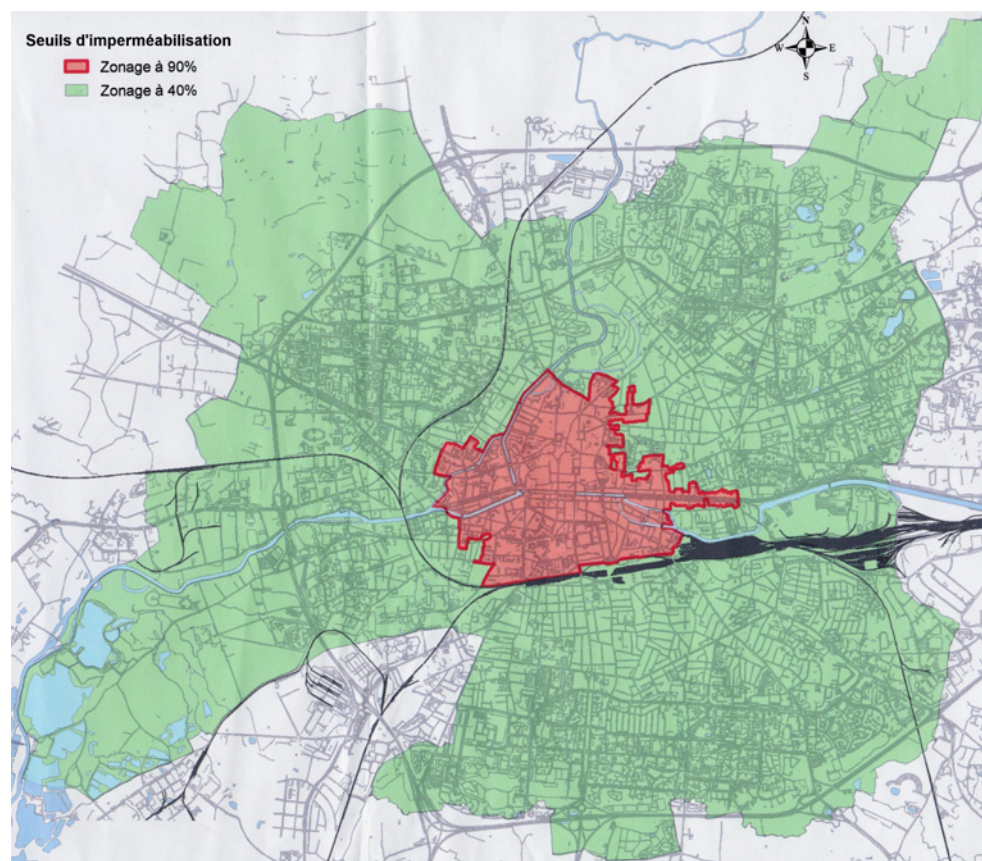 Seuils d'imperméabilisation
Zonage à 90%
Zonage à 40%
N
W E
S